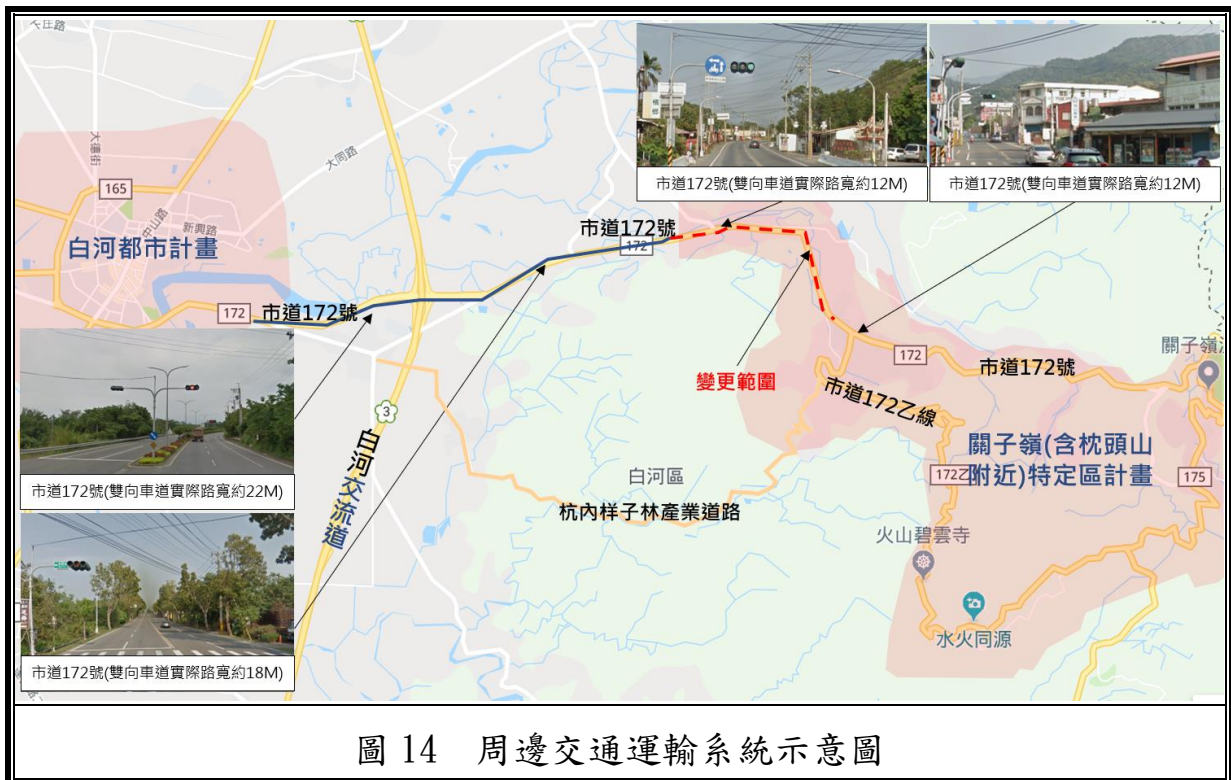 大庄路
大德街
165
中山路
新興路
大同路
白河都市計畫
172
市道172號
市道172號
172
市道172號(雙向車道實際路寬約12M)
市道172號(雙向車道實際路寬約12M)
變更範圍
172
市道172號
關子嶺
市道172乙線
關子嶺(含枕頭山
附近)特定區計畫
172乙
175
3
白河交流道
白河區
杭內样子林產業道路
火山碧雲寺
水火同源
市道172號(雙向車道實際路寬約22M)
市道172號(雙向車道實際路寬約18M)
圖 14 周邊交通運輸系統示意圖